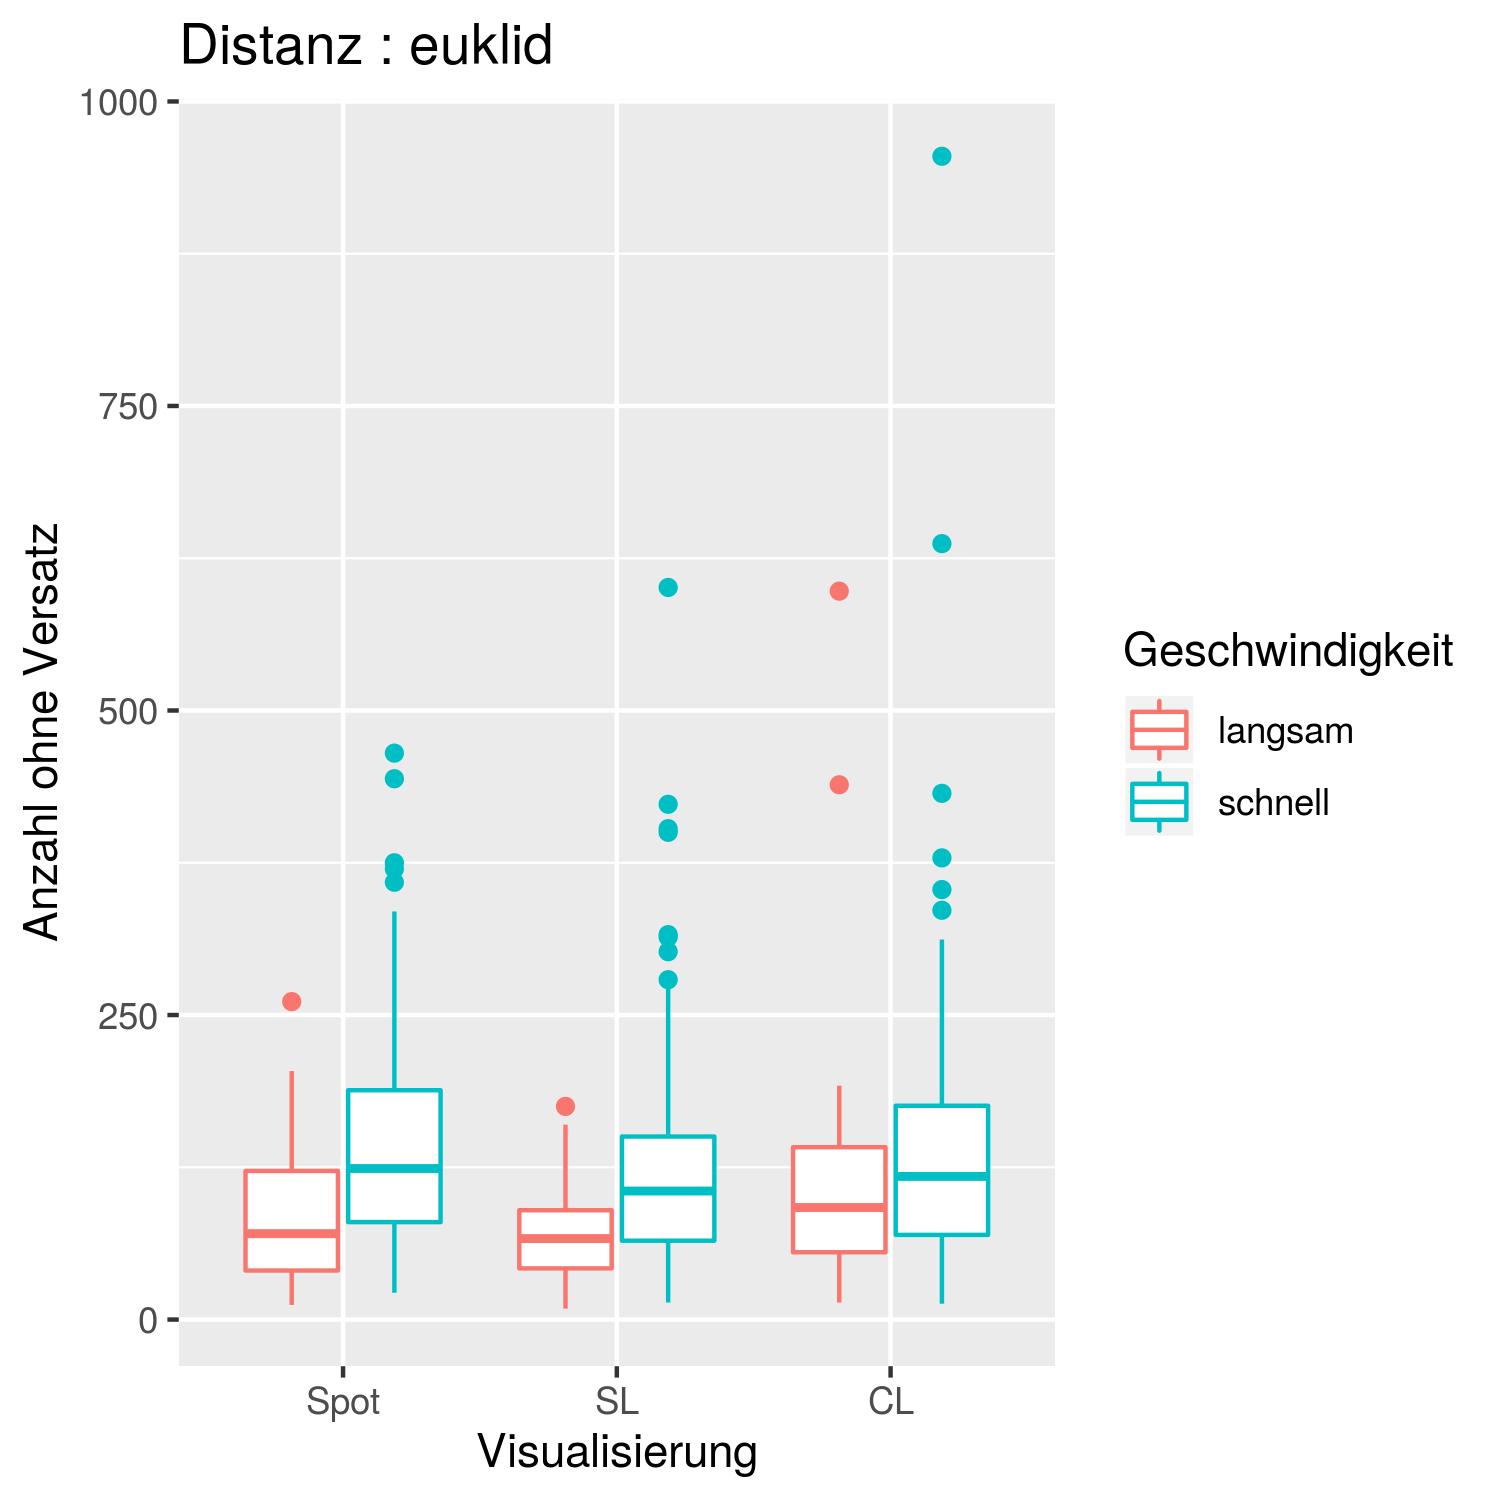 Distanz : euklid
1000
750
500
250
0
Anzahl ohne Versatz
Spot SL CL
Visualisierung
Geschwindigkeit
langsam
schnell